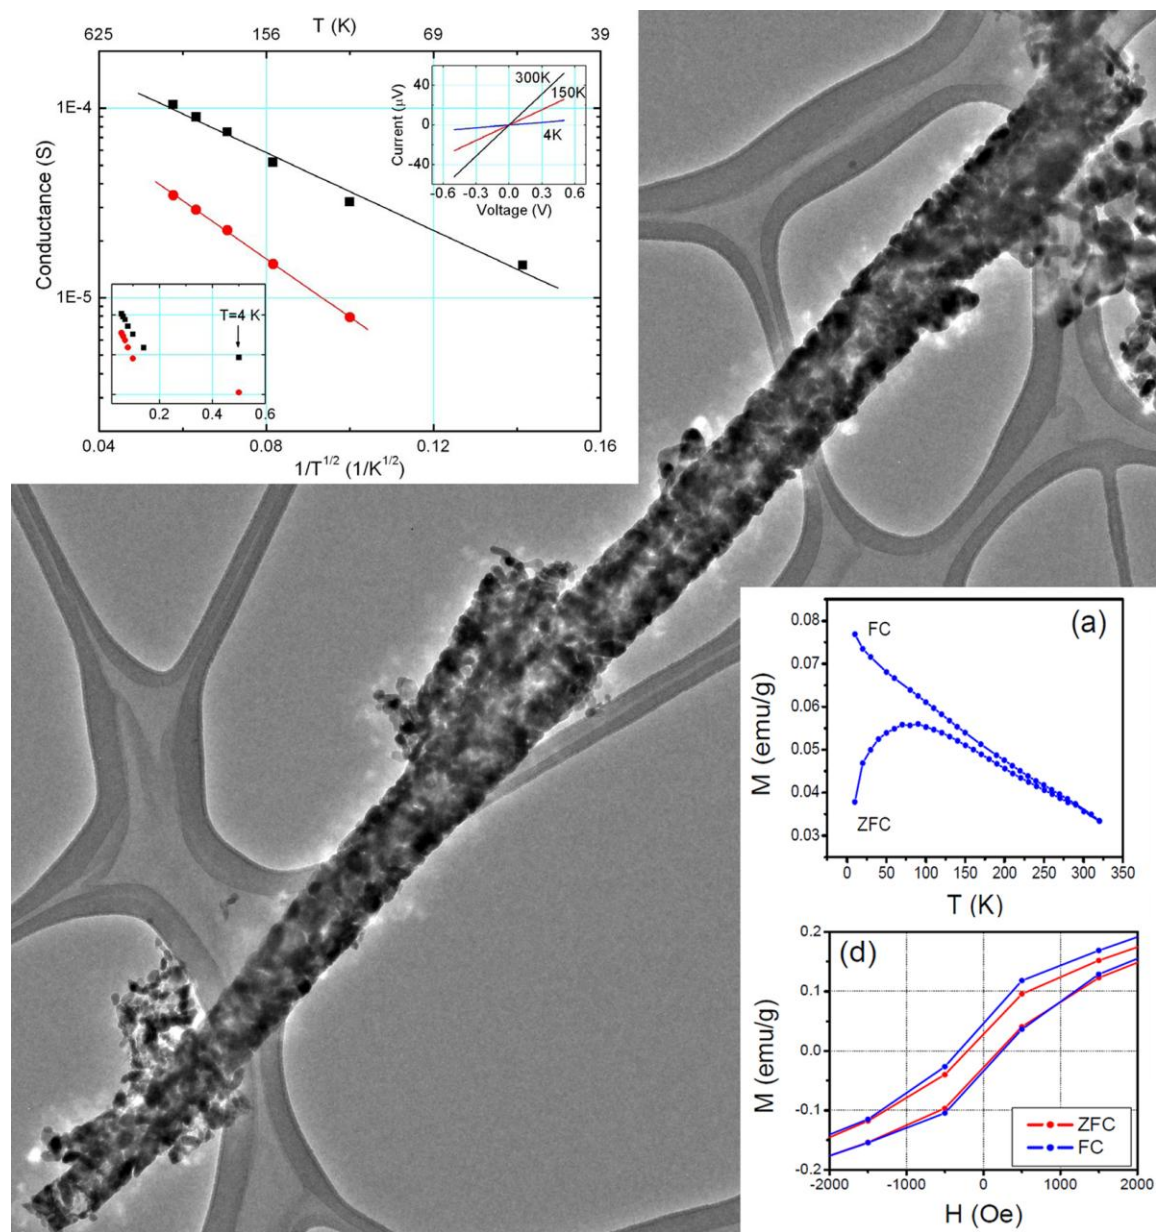 T (K)
625 156 69 39
Conductance (S)
1E-4
1E-5
Current (μV)
40
0
-40
300K
150K
4K
-0.6 -0.3 0.0 0.3 0.6
Voltage (V)
T=4 K
0.2 0.4 0.6
0.04 0.08 0.12 0.16
1/T^1/2 (1/K^1/2)
(a)
M (emu/g)
0.08
0.07
0.06
0.05
0.04
0.03
FC
ZFC
0 50 100 150 200 250 300 350
T (K)
(d)
M (emu/g)
0.2
0.1
0.0
-0.1
-0.2
ZFC
FC
-2000 -1000 0 1000 2000
H (Oe)